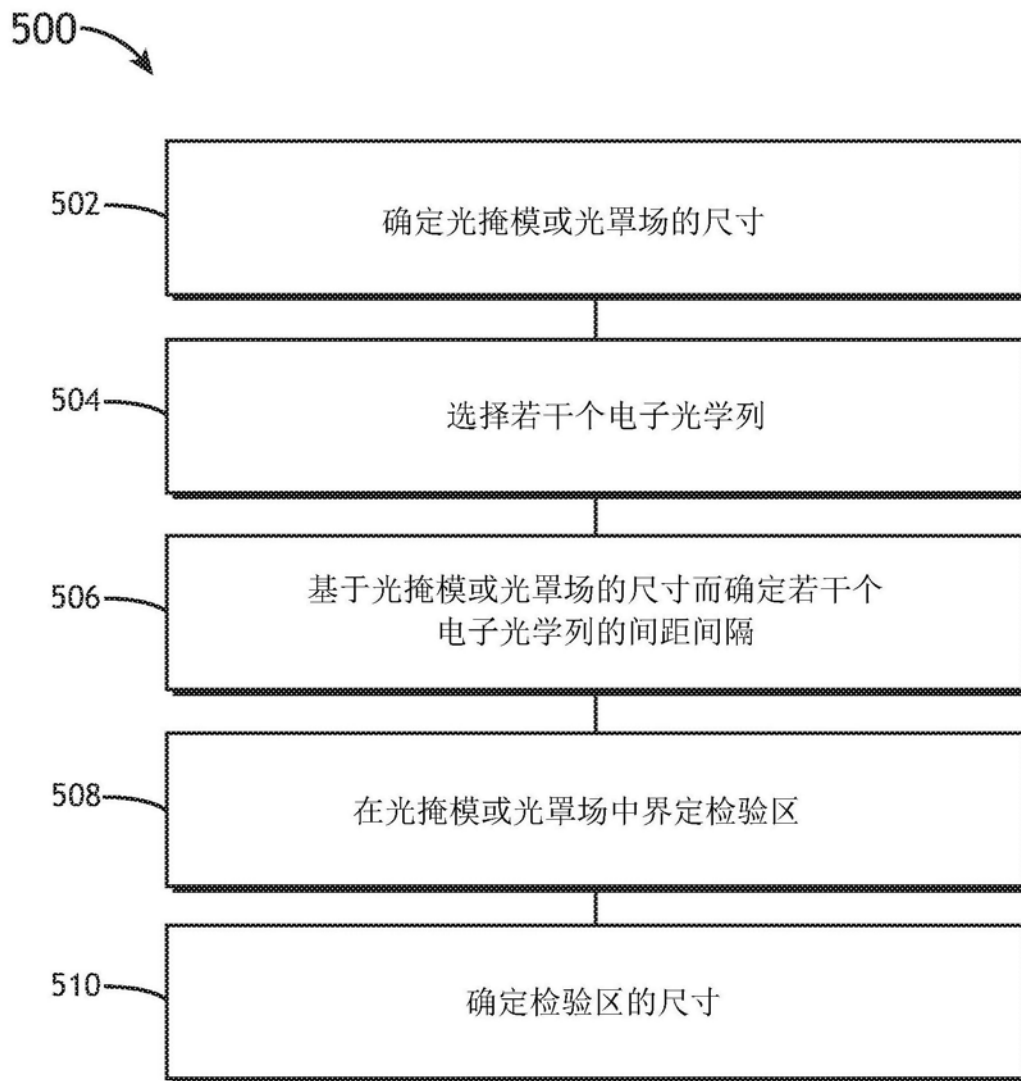 500
502
确定光掩模或光罩场的尺寸
504
选择若干个电子光学列
506
基于光掩模或光罩场的尺寸而确定若干个
电子光学列的间距间隔
508
在光掩模或光罩场中界定检验区
510
确定检验区的尺寸